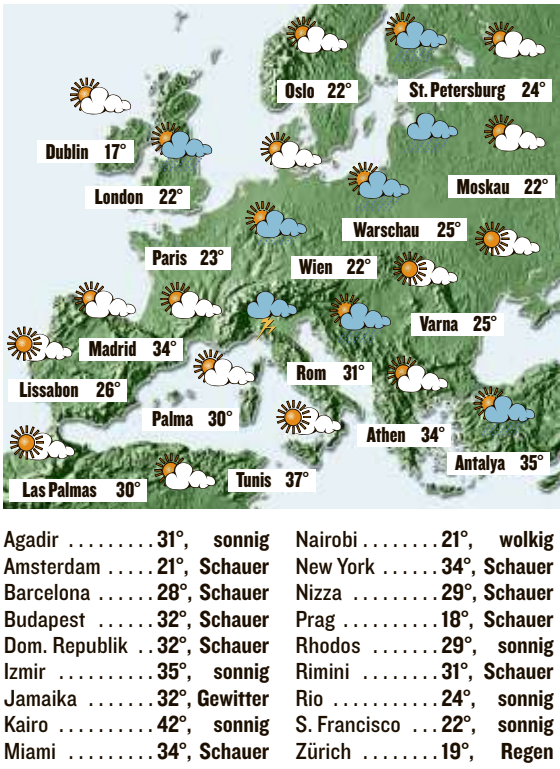 Oslo 22°
St. Petersburg 24°
Dublin 17°
London 22°
Moskau 22°
Warschau 25°
Paris 23°
Wien 22°
Varna 25°
Madrid 34°
Rom 31°
Lissabon 26°
Palma 30°
Athen 34°
Antalya 35°
Las Palmas 30°
Tunis 37°
Agadir ......... 31°, sonnig
Amsterdam ..... 21°, Schauer
Barcelona ...... 28°, Schauer
Budapest ...... 32°, Schauer
Dom. Republik .. 32°, Schauer
Izmir .......... 35°, sonnig
Jamaika ....... 32°, Gewitter
Kairo .......... 42°, sonnig
Miami ......... 34°, Schauer
Nairobi ........ 21°, wolkig
New York ...... 34°, Schauer
Nizza ......... 29°, Schauer
Prag .......... 18°, Schauer
Rhodos ........ 29°, sonnig
Rimini ........ 31°, Schauer
Rio ........... 24°, sonnig
S. Francisco ... 22°, sonnig
Zürich ........ 19°, Regen